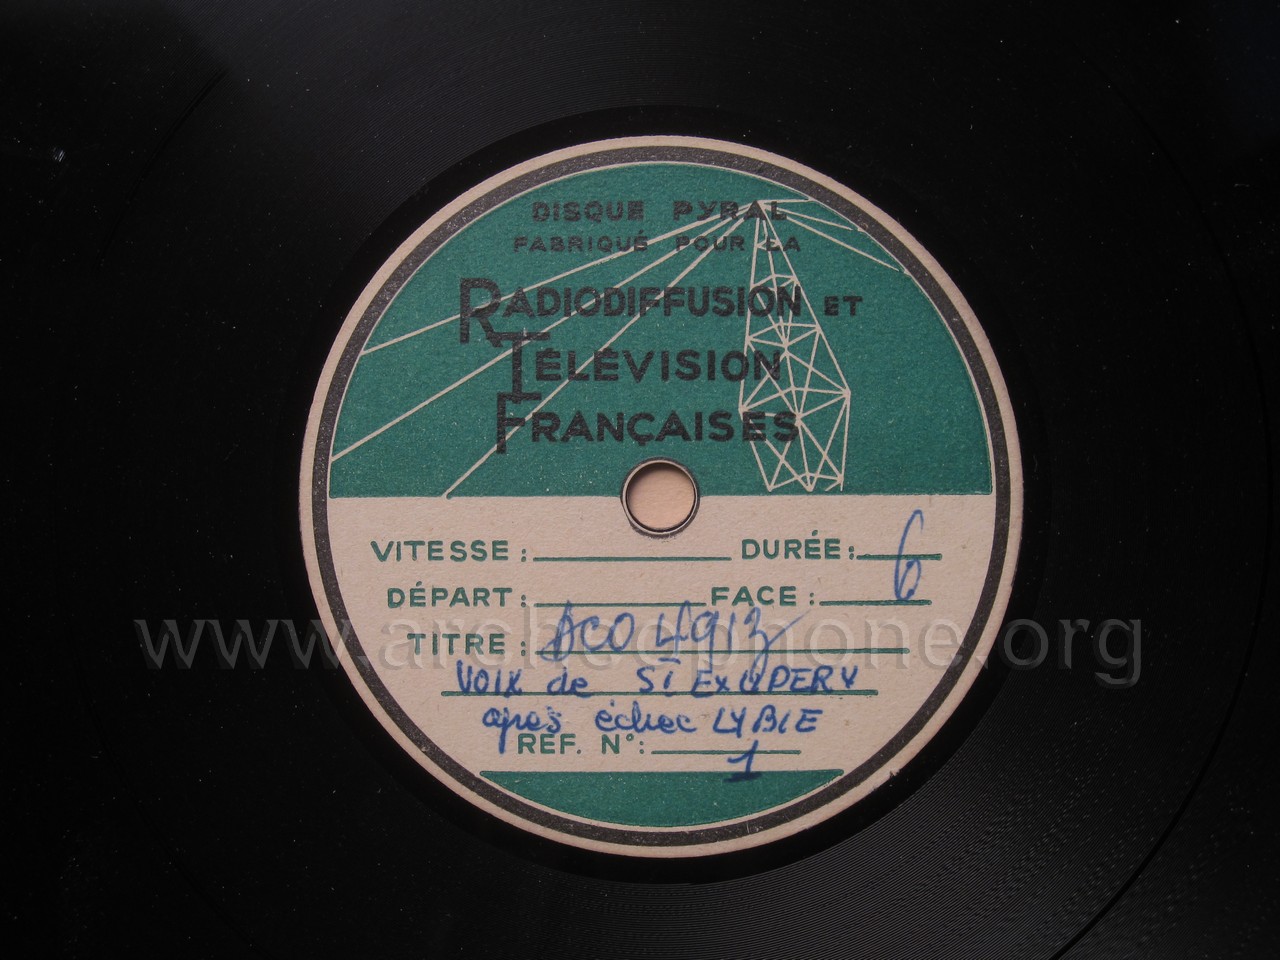 DISQUE PYRAL
FABRIQUÉ POUR LA
RADIODIFFUSION ET
TÉLÉVISION
FRANÇAISES
VITESSE : DURÉE : 6
DÉPART : FACE :
TITRE : ACO 4913
www.archeophone.org
VOIX de ST EXUPERY
après échec LYBIE
REF. N° : 1